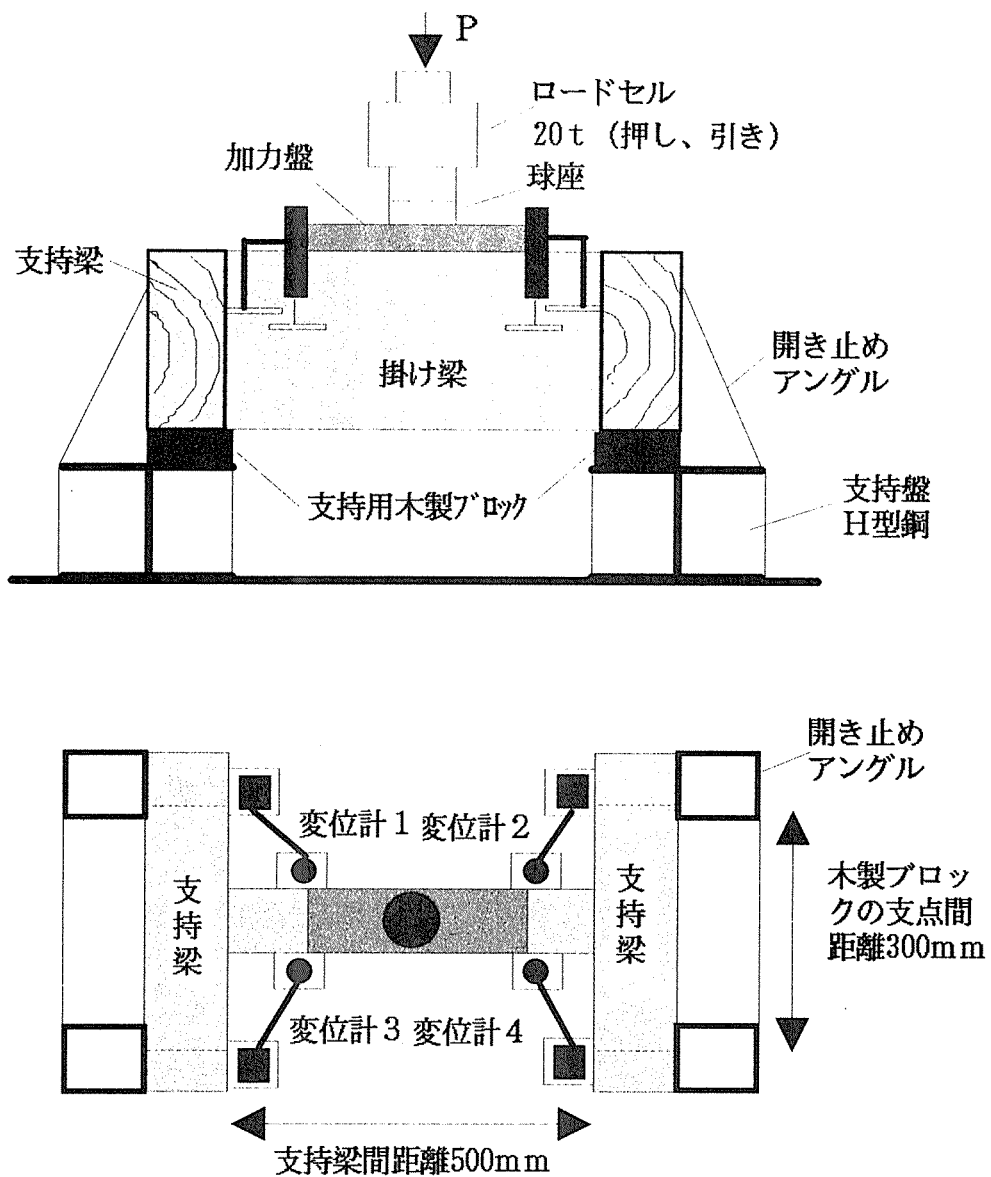 P
ロードセル
20ｔ（押し、引き）
加力盤
球座
支持梁
開き止め
アングル
掛け梁
支持用木製ブロック
支持盤
H型鋼
開き止め
アングル
変位計１ 変位計２
支持梁
支持梁
木製ブロッ
クの支点間
距離300mm
変位計３ 変位計４
支持梁間距離500mm